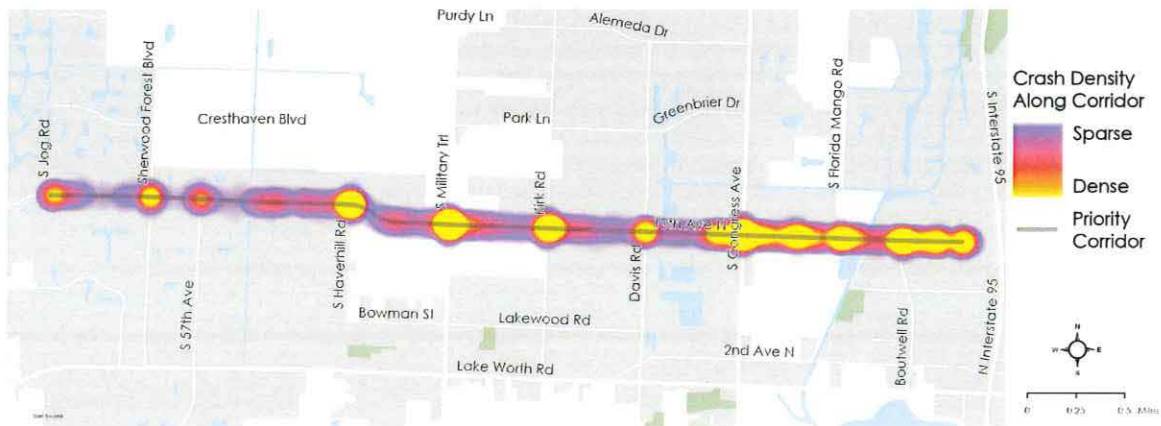 Purdy Ln
Alemeda Dr
S Jog Rd
Sherwood Forest Blvd
Cresthaven Blvd
S Military Trl
Park Ln
Kirk Rd
Greenbrier Dr
S Florida Mango Rd
S Interstate 95
10th Ave N
S Haverhill Rd
S 57th Ave
Davis Rd
S Congress Ave
Bowman St
Lakewood Rd
2nd Ave N
Lake Worth Rd
Boutwell Rd
N Interstate 95
Crash Density
Along Corridor
Sparse
Dense
Priority
Corridor
N
W E
S
0 0.25 0.5 Miles